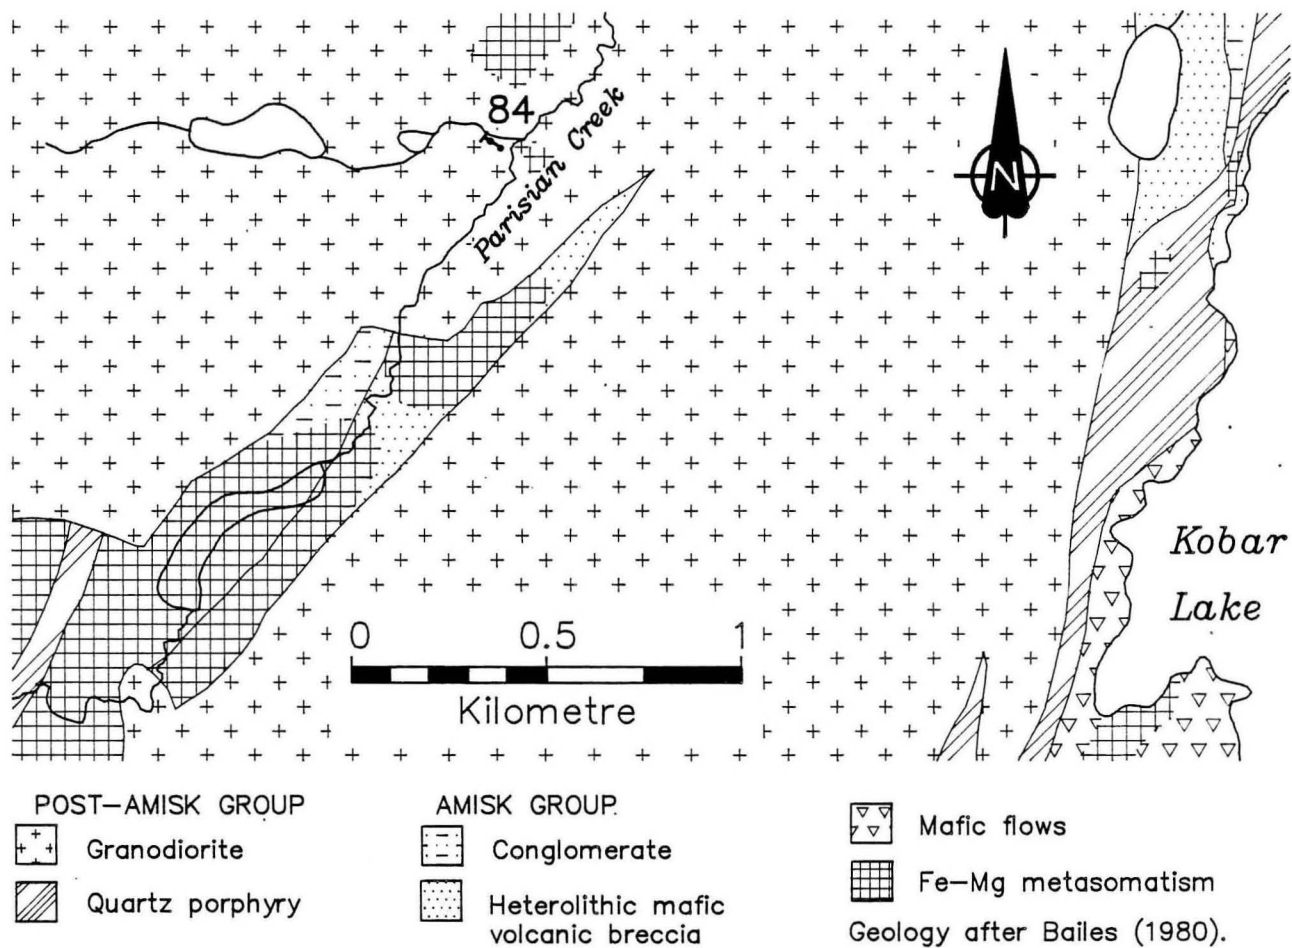 84
Parisian Creek
N
Kobar
Lake
0 0.5 1
Kilometre
POST-AMISK GROUP
Granodiorite
Quartz porphyry
AMISK GROUP.
Conglomerate
Heterolithic mafic
volcanic breccia
Mafic flows
Fe-Mg metasomatism
Geology after Bailes (1980).